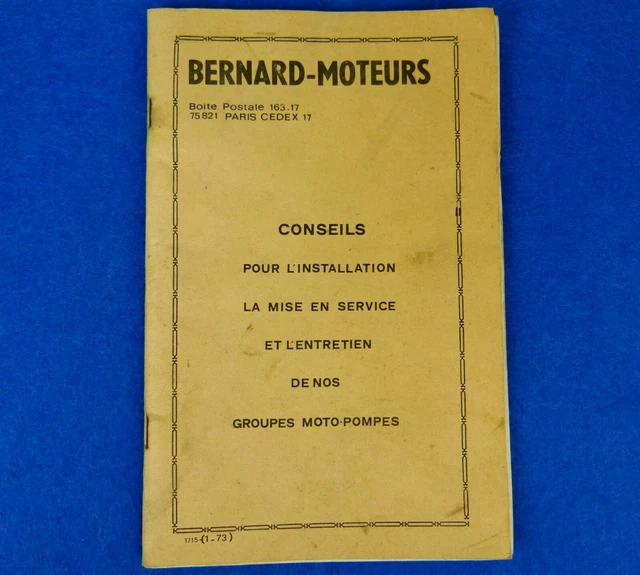 BERNARD-MOTEURS
Boite Postale 163.17
75821 PARIS CEDEX 17
CONSEILS
POUR L'INSTALLATION
LA MISE EN SERVICE
ET L'ENTRETIEN
DE NOS
GROUPES MOTO-POMPES
1715-(1-73)